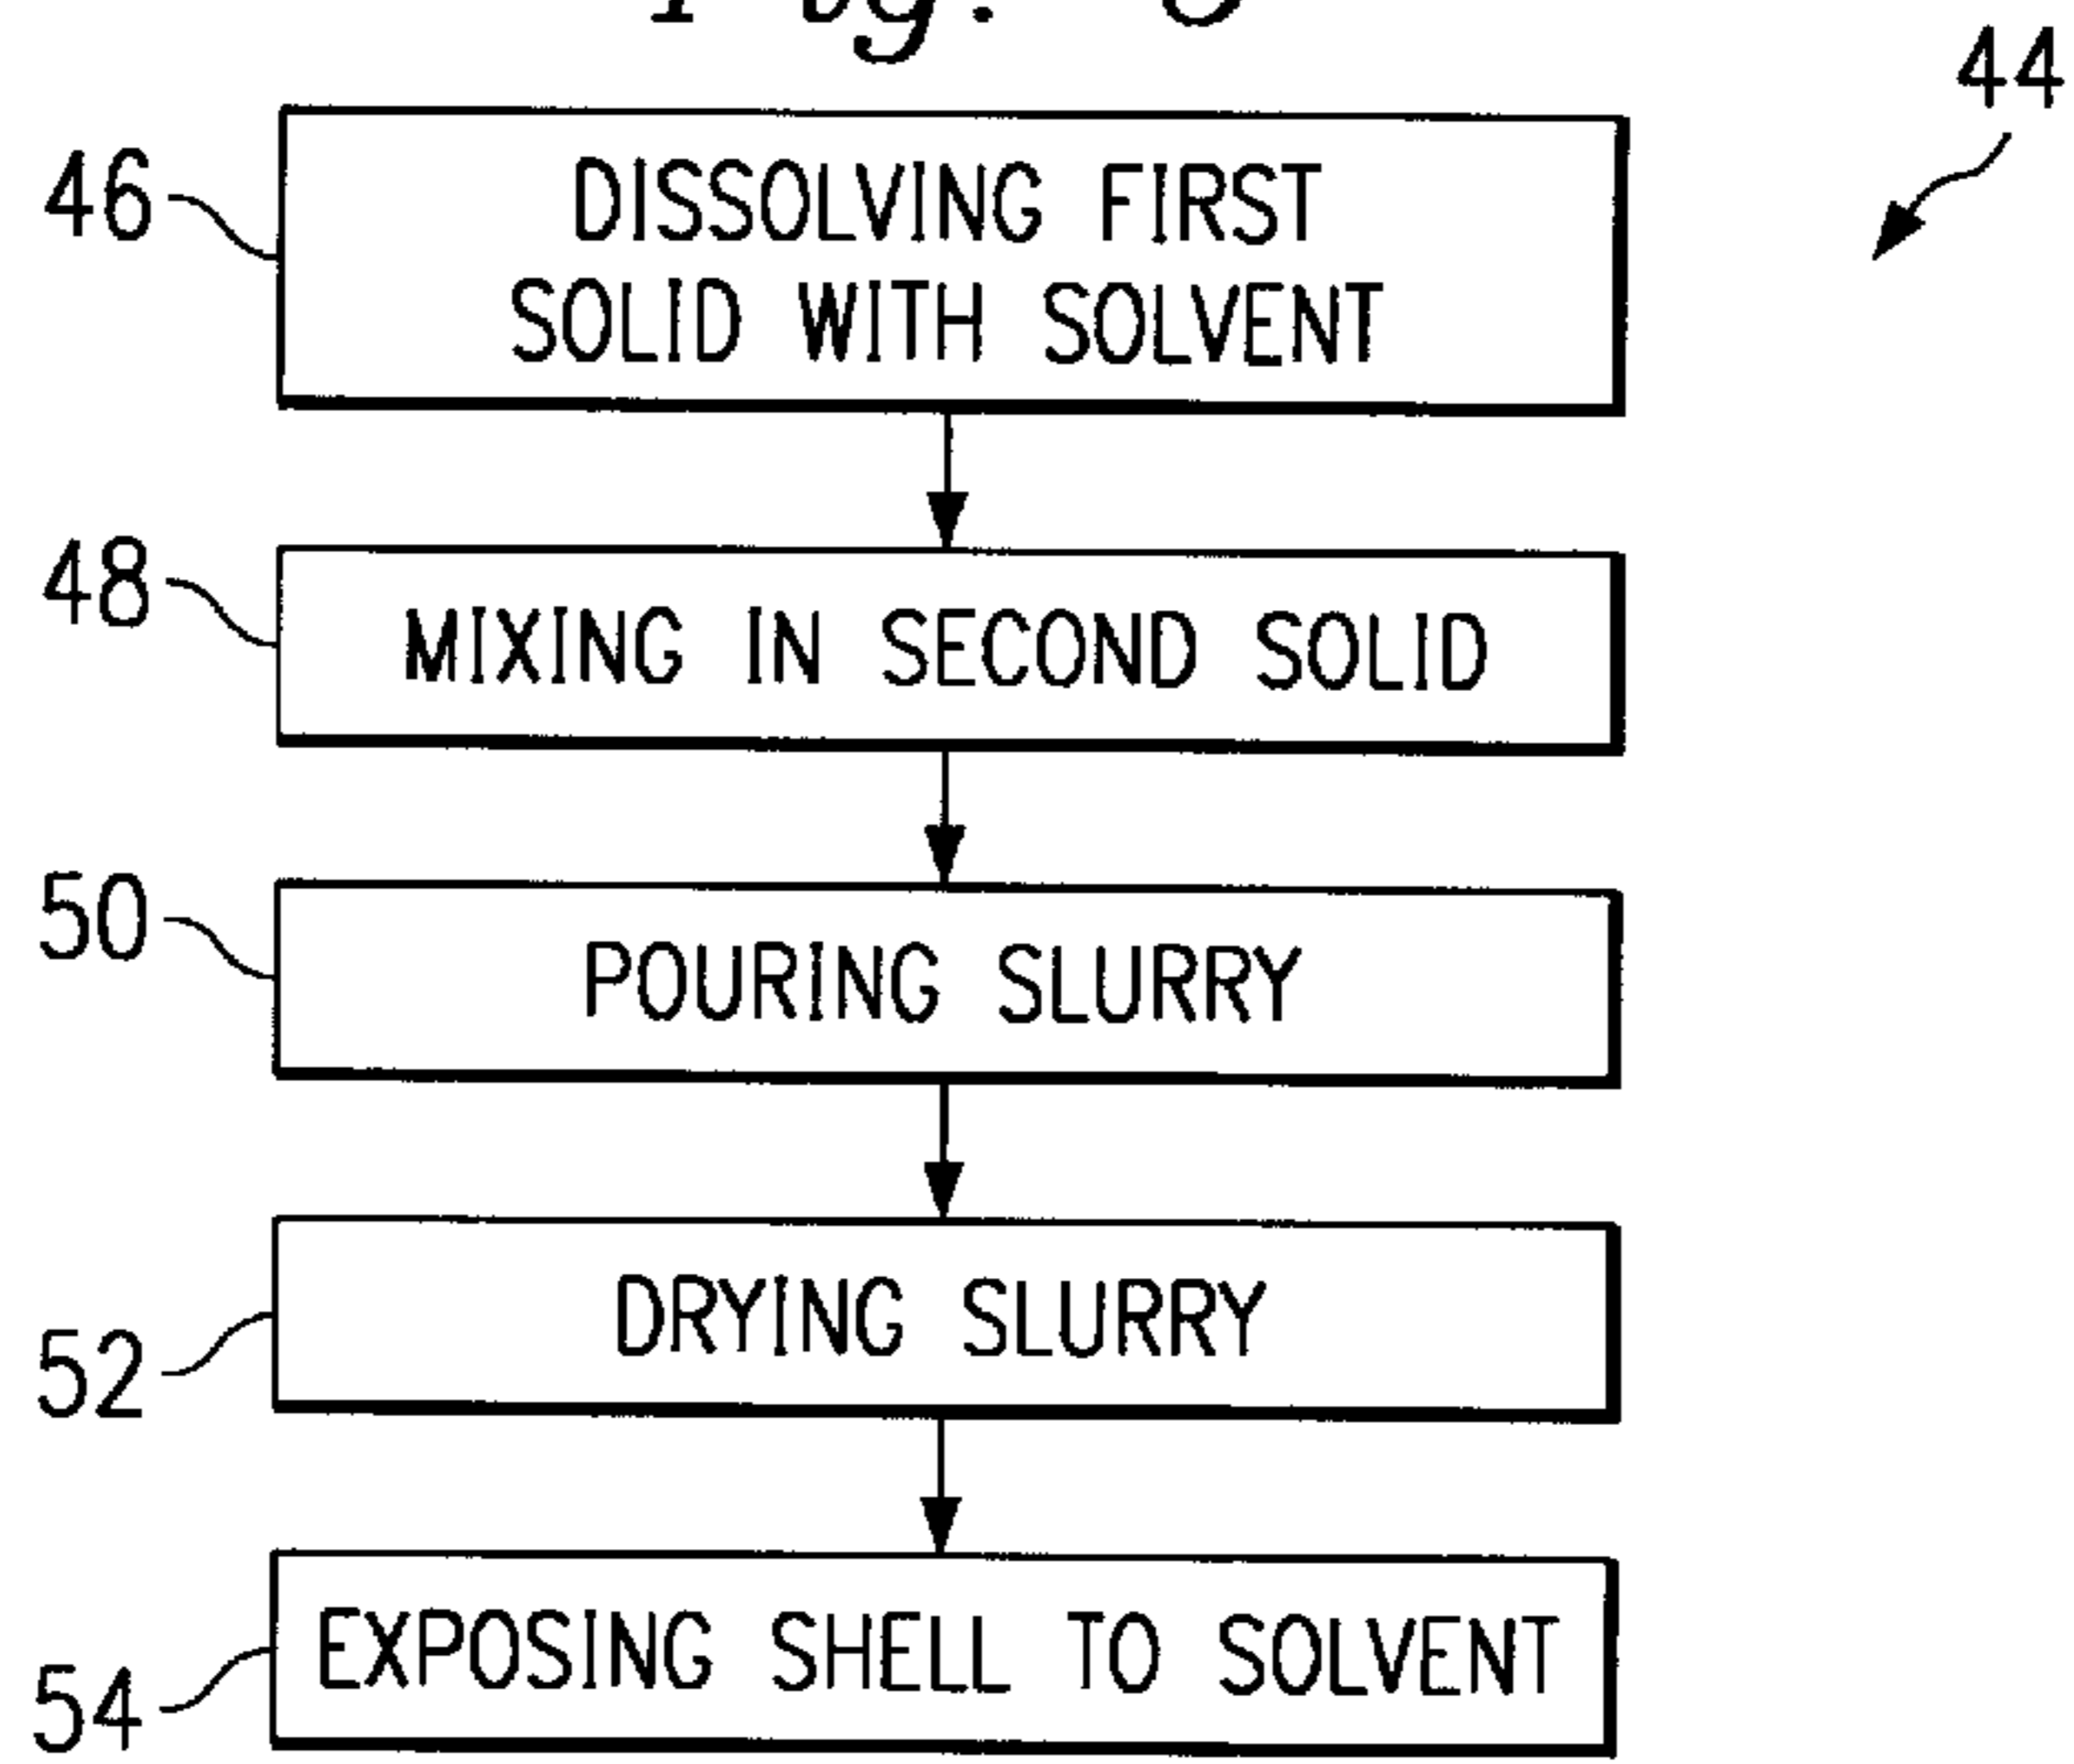 44
46
DISSOLVING FIRST
SOLID WITH SOLVENT
48
MIXING IN SECOND SOLID
50
POURING SLURRY
52
DRYING SLURRY
54
EXPOSING SHELL TO SOLVENT